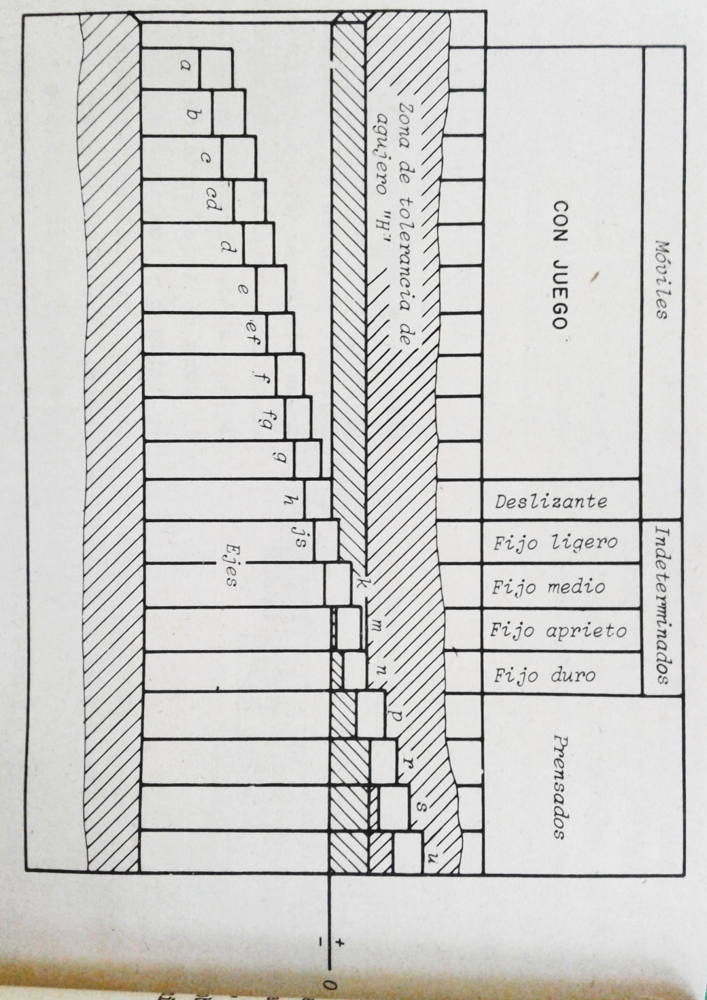 Móviles
Indeterminados
CON JUEGO
Deslizante
Fijo ligero
Fijo medio
Fijo aprieto
Fijo duro
Prensados
Zona de tolerancia de
agujero "H"
a
b
c
cd
d
e
ef
f
fg
g
h
js
k
m
n
p
r
s
u
Ejes
+
0
-